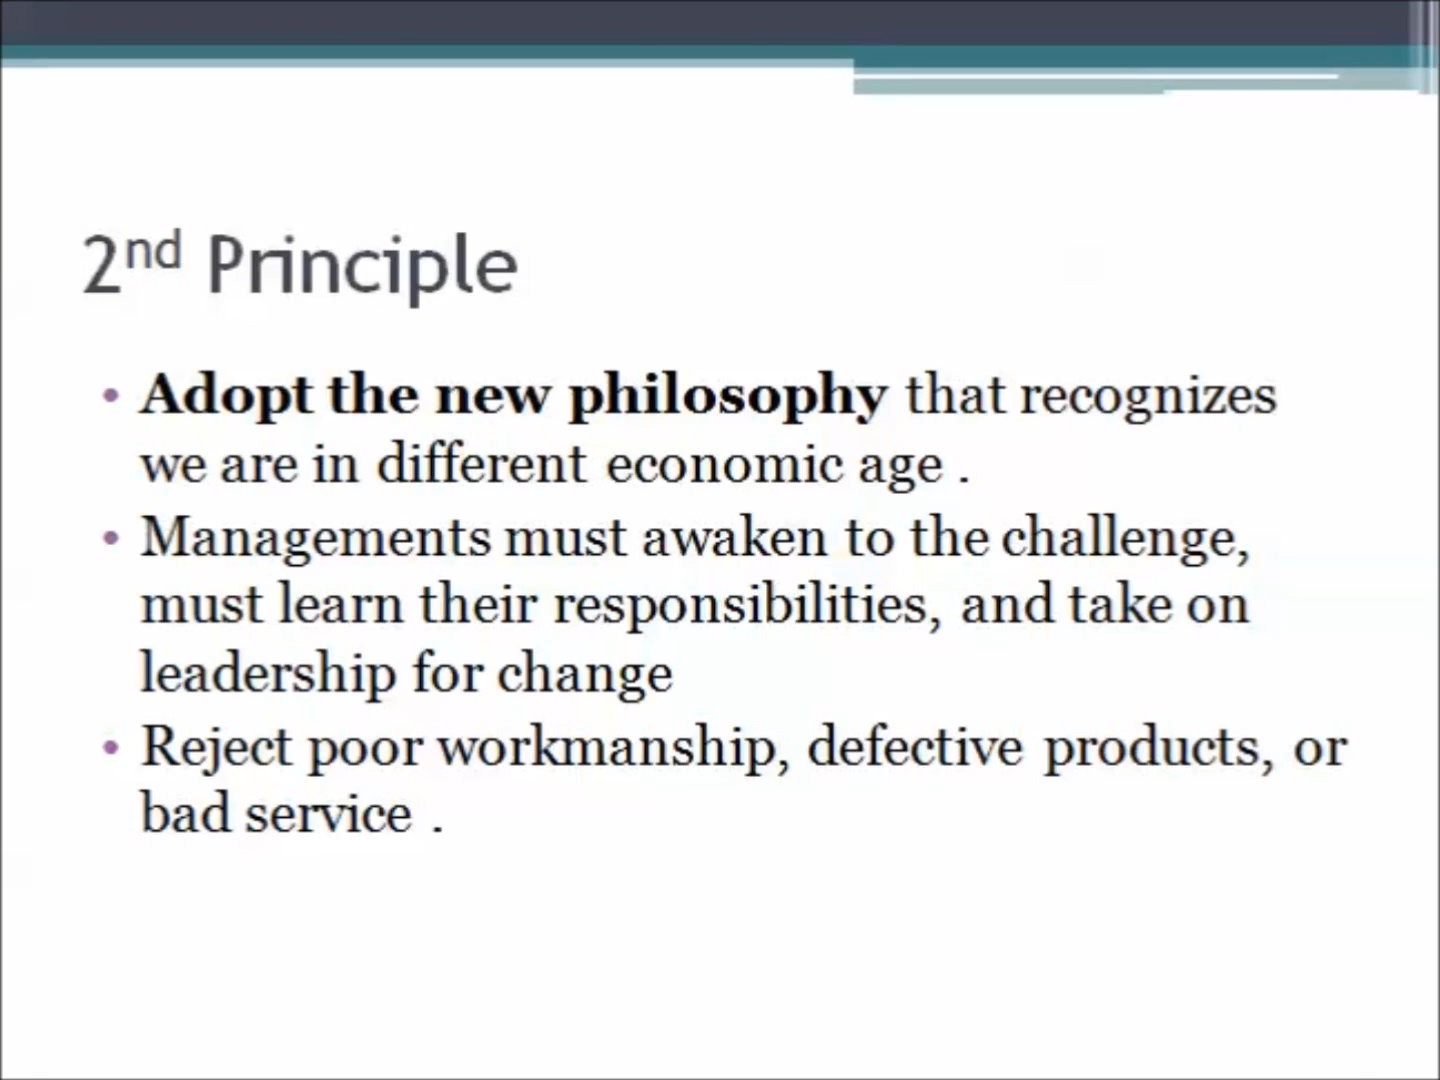 2nd Principle
• Adopt the new philosophy that recognizes
we are in different economic age .
• Managements must awaken to the challenge,
must learn their responsibilities, and take on
leadership for change
• Reject poor workmanship, defective products, or
bad service .